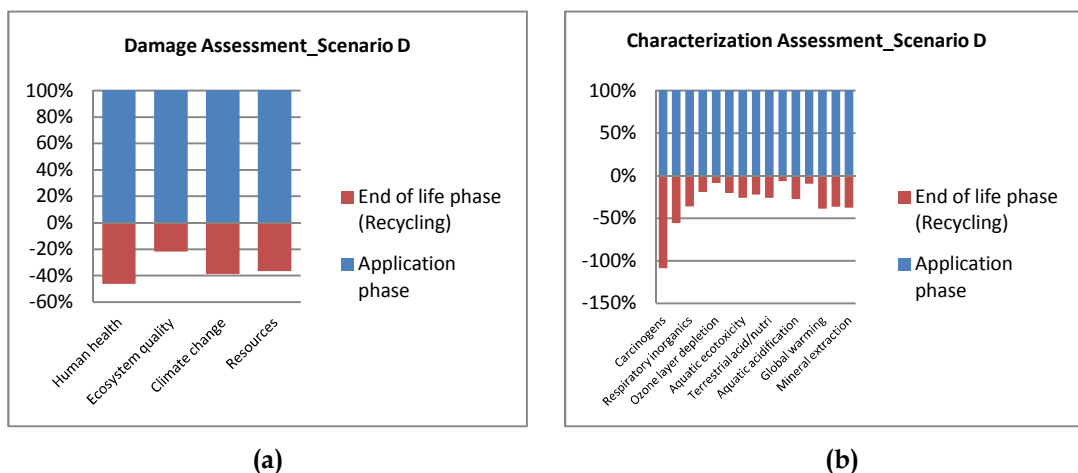 Damage Assessment_Scenario D
100%
80%
60%
40%
20%
0%
-20%
-40%
-60%
Human health
Ecosystem quality
Climate change
Resources
End of life phase
(Recycling)
Application
phase
(a)
Characterization Assessment_Scenario D
100%
50%
0%
-50%
-100%
-150%
Carcinogens
Respiratory inorganics
Ozone layer depletion
Aquatic ecotoxicity
Terrestrial acid/nutri
Aquatic acidification
Global warming
Mineral extraction
End of life phase
(Recycling)
Application
phase
(b)